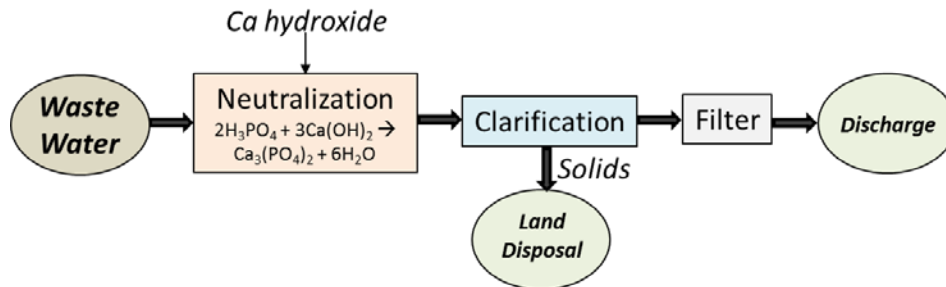 Ca hydroxide
Waste
Water
Neutralization
2H₃PO₄ + 3Ca(OH)₂ →
Ca₃(PO₄)₂ + 6H₂O
Clarification
Filter
Discharge
Solids
Land
Disposal